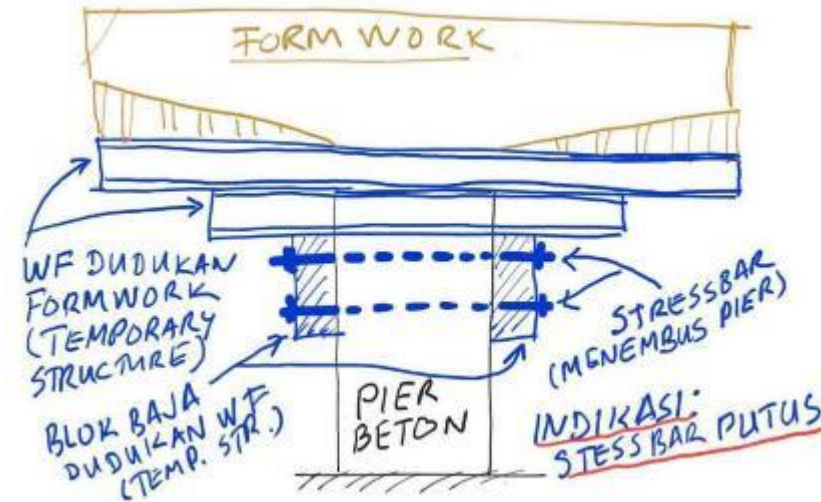 FORM WORK
WF DUDUKAN
FORMWORK
(TEMPORARY
STRUCTURE)
BLOK BAJA
DUDUKAN WF
(TEMP. STR.)
PIER
BETON
STRESSBAR
(MENEMBUS PIER)
INDIKASI:
STESSBAR PUTUS